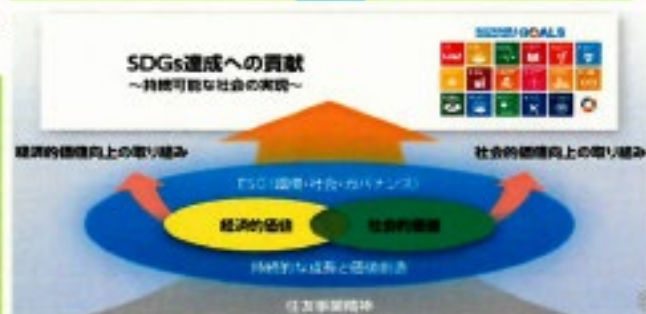 SDGs達成への貢献
～持続可能な社会の実現～
GOALS
経済的価値向上の取り組み
社会的価値向上の取り組み
ESG（環境・社会・ガバナンス）
経済的価値
社会的価値
持続的な成長と価値創造
住友事業精神